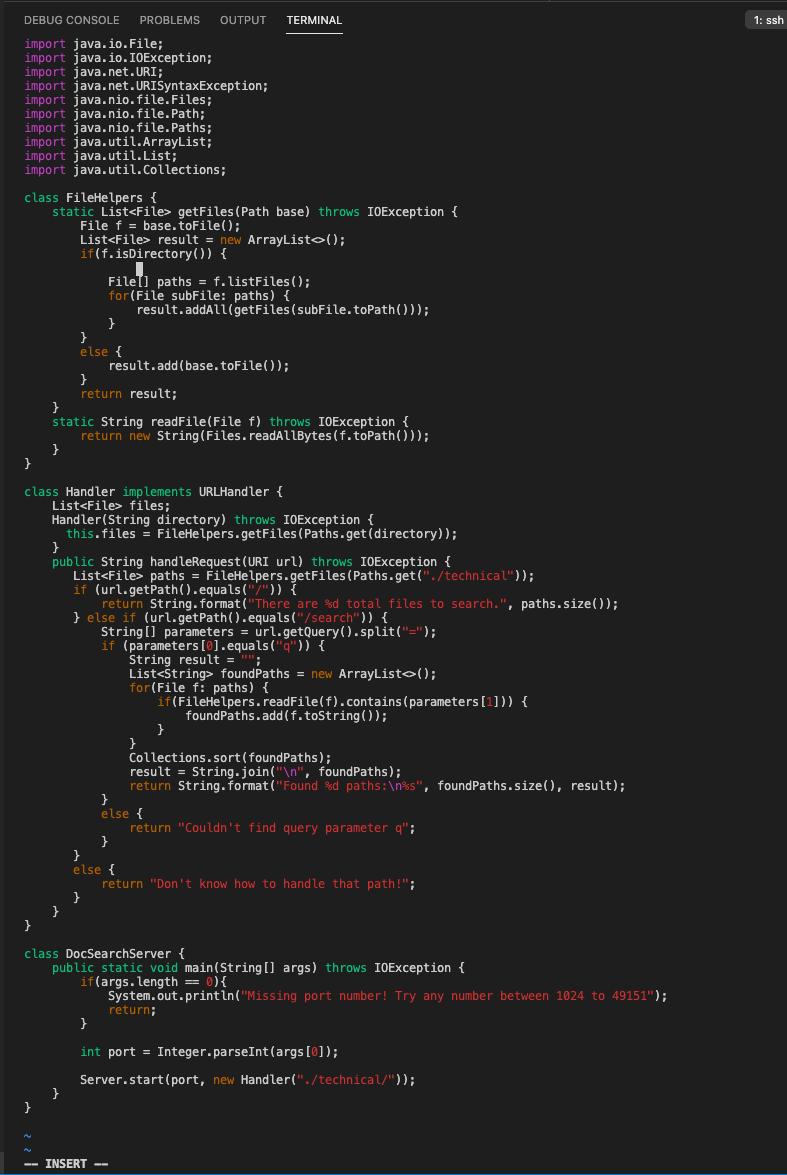 DEBUG CONSOLE PROBLEMS OUTPUT TERMINAL 1: ssh
import java.io.File;
import java.io.IOException;
import java.net.URI;
import java.net.URISyntaxException;
import java.nio.file.Files;
import java.nio.file.Path;
import java.nio.file.Paths;
import java.util.ArrayList;
import java.util.List;
import java.util.Collections;

class FileHelpers {
    static List<File> getFiles(Path base) throws IOException {
        File f = base.toFile();
        List<File> result = new ArrayList<>();
        if(f.isDirectory()) {

            File[] paths = f.listFiles();
            for(File subFile: paths) {
                result.addAll(getFiles(subFile.toPath()));
            }
        }
        else {
            result.add(base.toFile());
        }
        return result;
    }
    static String readFile(File f) throws IOException {
        return new String(Files.readAllBytes(f.toPath()));
    }
}

class Handler implements URLHandler {
    List<File> files;
    Handler(String directory) throws IOException {
      this.files = FileHelpers.getFiles(Paths.get(directory));
    }
    public String handleRequest(URI url) throws IOException {
       List<File> paths = FileHelpers.getFiles(Paths.get("./technical"));
       if (url.getPath().equals("/")) {
           return String.format("There are %d total files to search.", paths.size());
       } else if (url.getPath().equals("/search")) {
           String[] parameters = url.getQuery().split("=");
           if (parameters[0].equals("q")) {
               String result = "";
               List<String> foundPaths = new ArrayList<>();
               for(File f: paths) {
                   if(FileHelpers.readFile(f).contains(parameters[1])) {
                       foundPaths.add(f.toString());
                   }
               }
               Collections.sort(foundPaths);
               result = String.join("\n", foundPaths);
               return String.format("Found %d paths:\n%s", foundPaths.size(), result);
           }
           else {
               return "Couldn't find query parameter q";
           }
       }
       else {
           return "Don't know how to handle that path!";
       }
    }
}

class DocSearchServer {
    public static void main(String[] args) throws IOException {
        if(args.length == 0){
            System.out.println("Missing port number! Try any number between 1024 to 49151");
            return;
        }

        int port = Integer.parseInt(args[0]);

        Server.start(port, new Handler("./technical/"));
    }
}

~
~
-- INSERT --